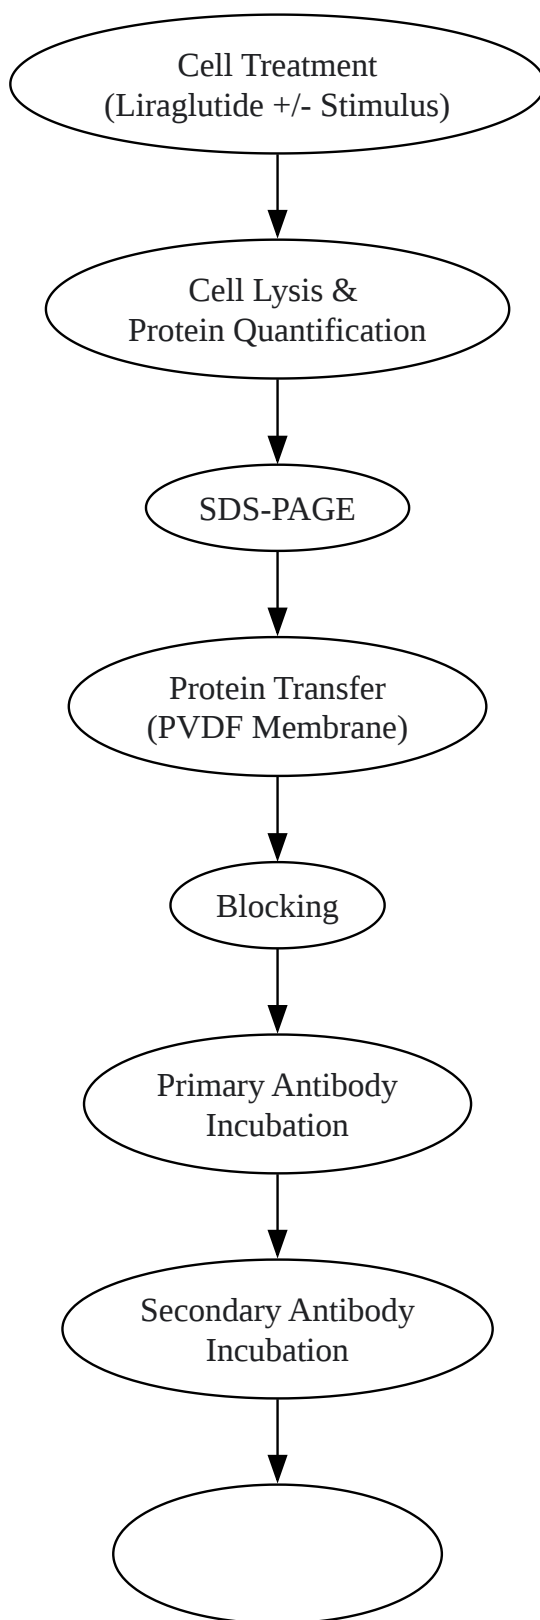 Cell Treatment
(Liraglutide +/- Stimulus)
Cell Lysis &
Protein Quantification
SDS-PAGE
Protein Transfer
(PVDF Membrane)
Blocking
Primary Antibody
Incubation
Secondary Antibody
Incubation